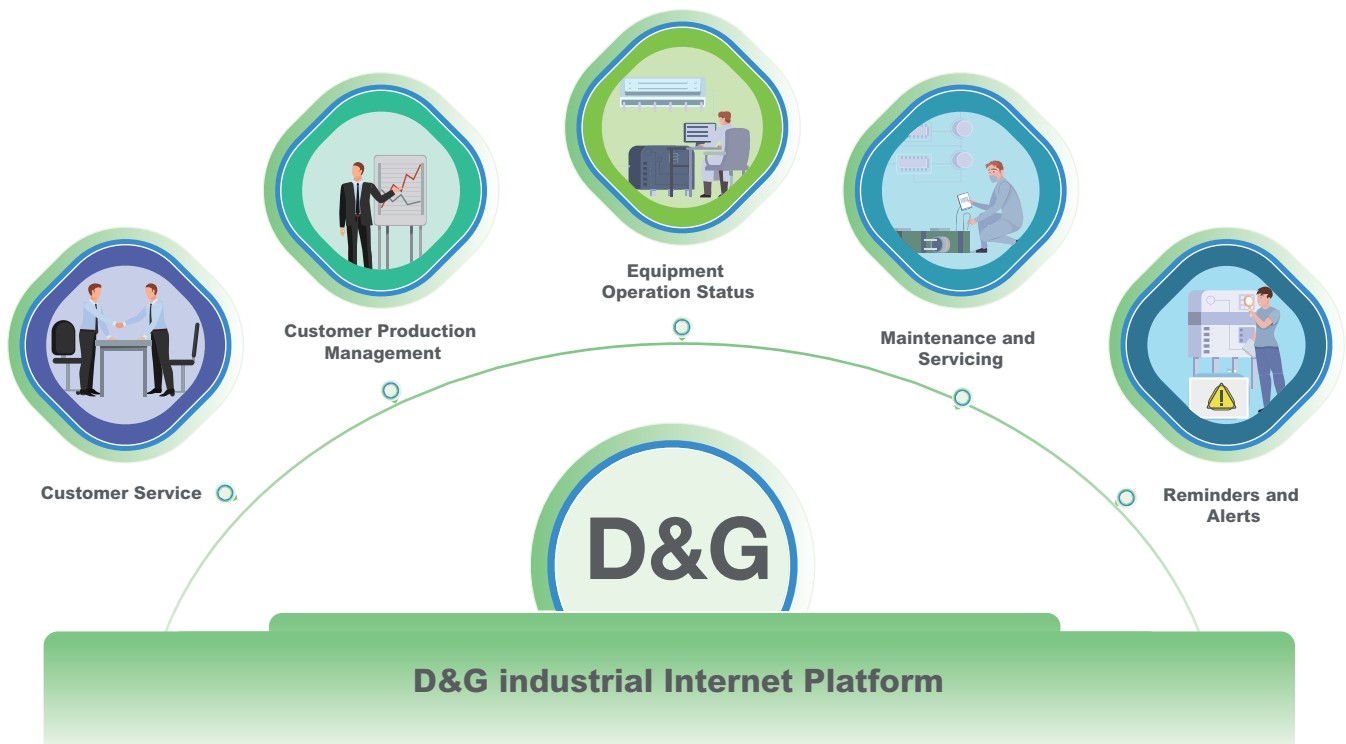 Equipment
Operation Status
Customer Production
Management
Maintenance and
Servicing
Customer Service
Reminders and
Alerts
D&G
D&G industrial Internet Platform